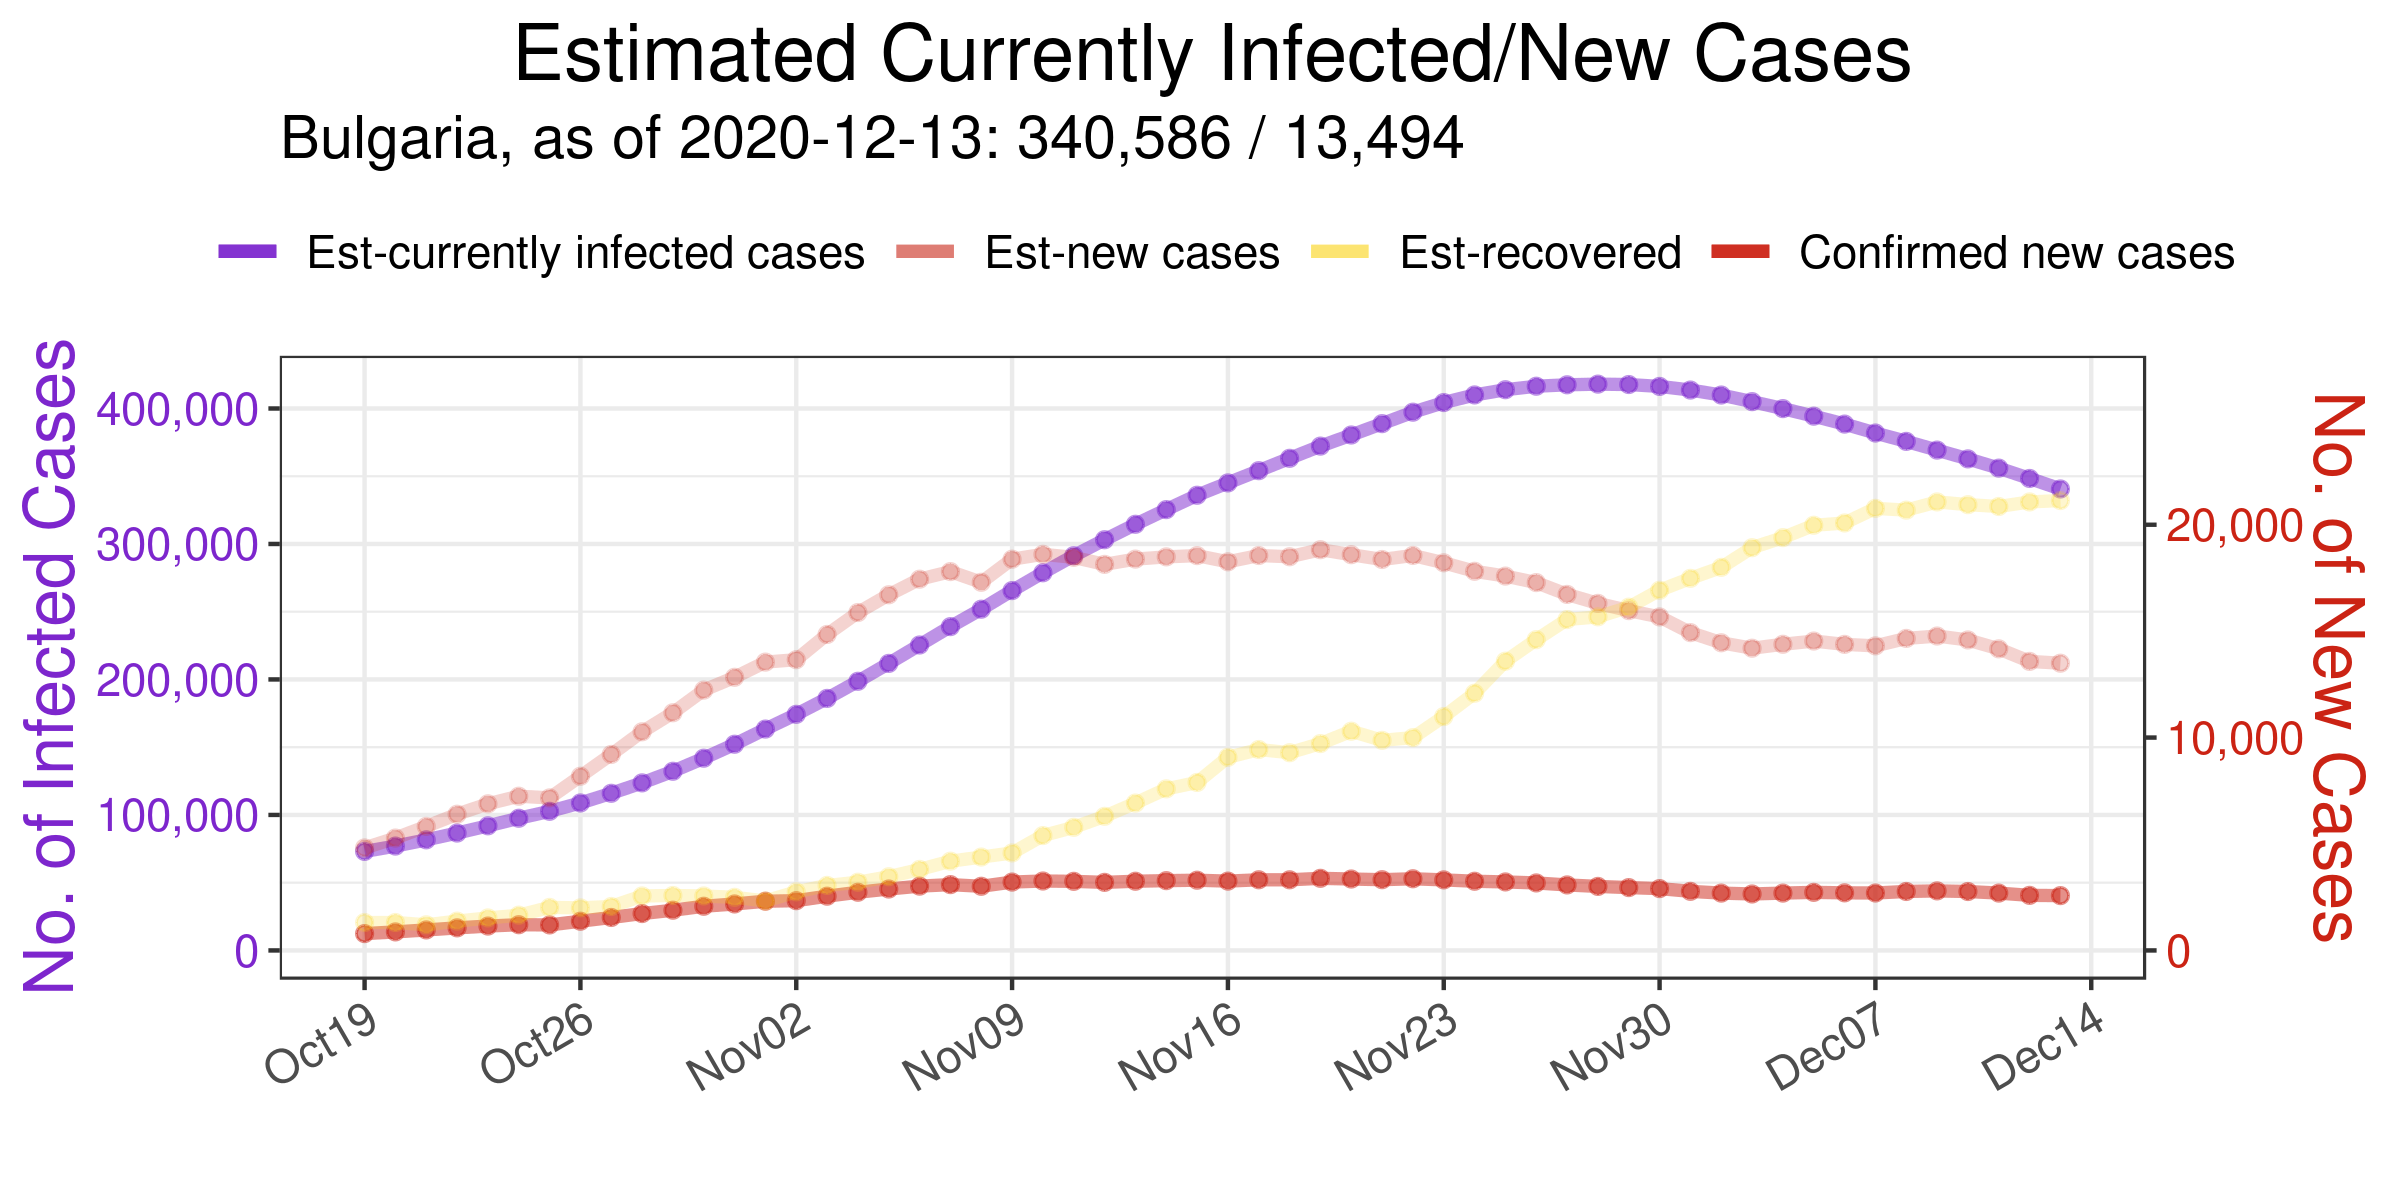 Estimated Currently Infected/New Cases
Bulgaria, as of 2020-12-13: 340,586 / 13,494
Est-currently infected cases Est-new cases Est-recovered Confirmed new cases
No. of Infected Cases
400,000
300,000
200,000
100,000
0
No. of New Cases
20,000
10,000
0
Oct19 Oct26 Nov02 Nov09 Nov16 Nov23 Nov30 Dec07 Dec14